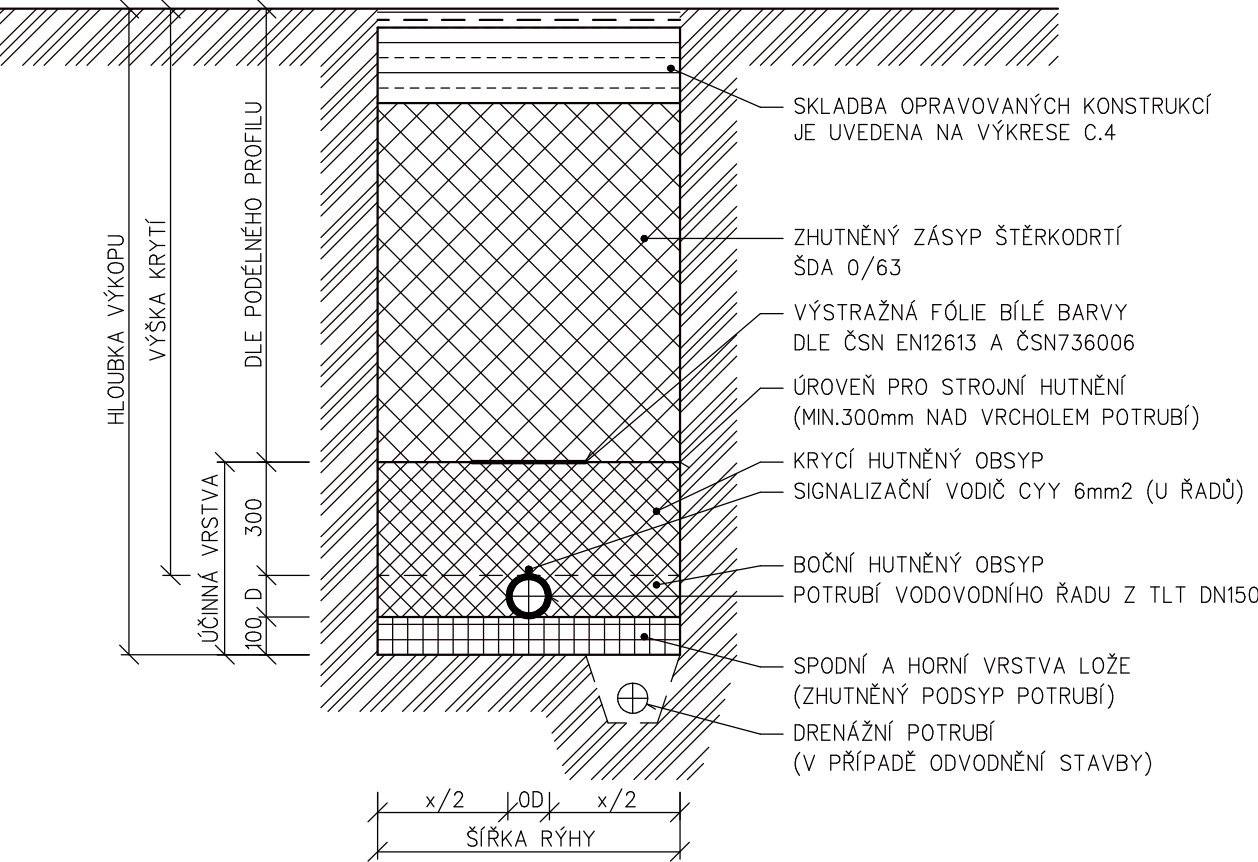 SKLADBA OPRAVOVANÝCH KONSTRUKCÍ
JE UVEDENA NA VÝKRESE C.4
ZHUTNĚNÝ ZÁSYP ŠTĚRKODRTÍ
ŠDA 0/63
VÝSTRAŽNÁ FÓLIE BÍLÉ BARVY
DLE ČSN EN12613 A ČSN736006
ÚROVEŇ PRO STROJNÍ HUTNĚNÍ
(MIN.300mm NAD VRCHOLEM POTRUBÍ)
KRYCÍ HUTNĚNÝ OBSYP
SIGNALIZAČNÍ VODIČ CYY 6mm2 (U ŘADŮ)
BOČNÍ HUTNĚNÝ OBSYP
POTRUBÍ VODOVODNÍHO ŘADU Z TLT DN150
SPODNÍ A HORNÍ VRSTVA LOŽE
(ZHUTNĚNÝ PODSYP POTRUBÍ)
DRENÁŽNÍ POTRUBÍ
(V PŘÍPADĚ ODVODNĚNÍ STAVBY)
HLOUBKA VÝKOPU
VÝŠKA KRYTÍ
DLE PODÉLNÉHO PROFILU
ÚČINNÁ VRSTVA
300
D
100
x/2
OD
x/2
ŠÍŘKA RÝHY